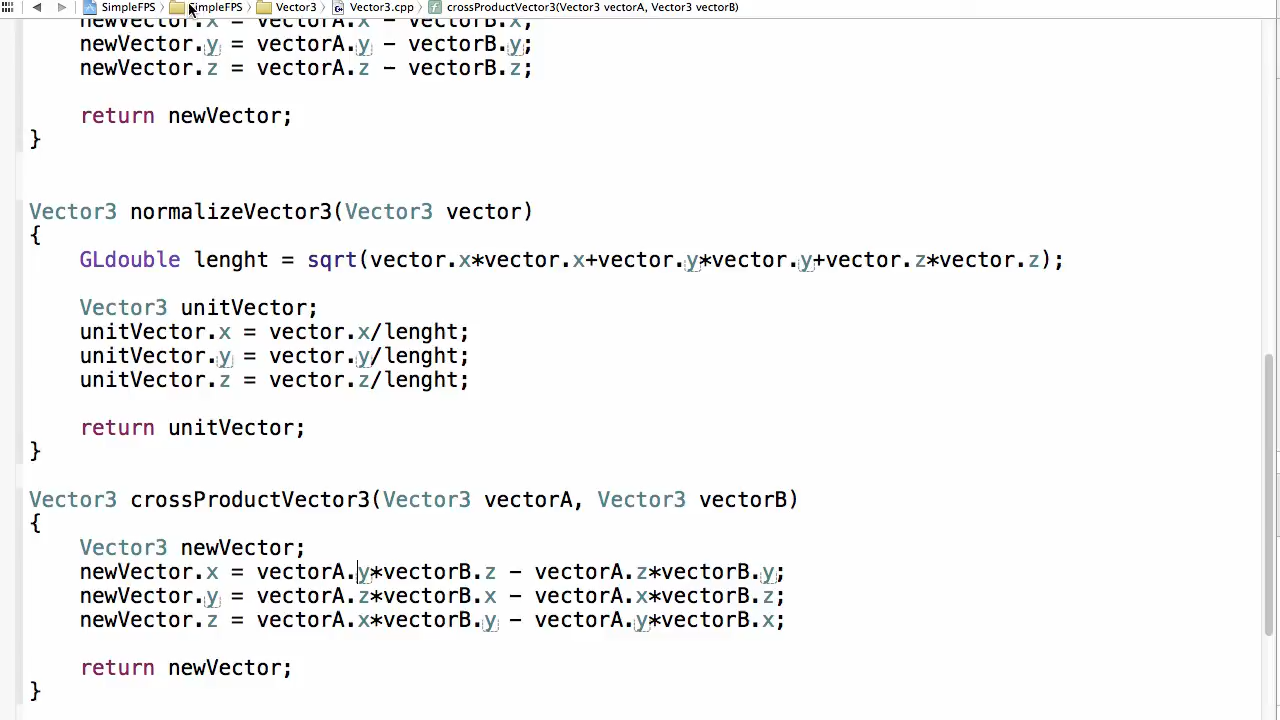 SimpleFPS SimpleFPS Vector3 Vector3.cpp crossProductVector3(Vector3 vectorA, Vector3 vectorB)
newVector.x = vectorA.x - vectorB.x;
newVector.y = vectorA.y - vectorB.y;
newVector.z = vectorA.z - vectorB.z;
return newVector;
}
Vector3 normalizeVector3(Vector3 vector)
{
GLdouble lenght = sqrt(vector.x*vector.x+vector.y*vector.y+vector.z*vector.z);
Vector3 unitVector;
unitVector.x = vector.x/lenght;
unitVector.y = vector.y/lenght;
unitVector.z = vector.z/lenght;
return unitVector;
}
Vector3 crossProductVector3(Vector3 vectorA, Vector3 vectorB)
{
Vector3 newVector;
newVector.x = vectorA.y*vectorB.z - vectorA.z*vectorB.y;
newVector.y = vectorA.z*vectorB.x - vectorA.x*vectorB.z;
newVector.z = vectorA.x*vectorB.y - vectorA.y*vectorB.x;
return newVector;
}